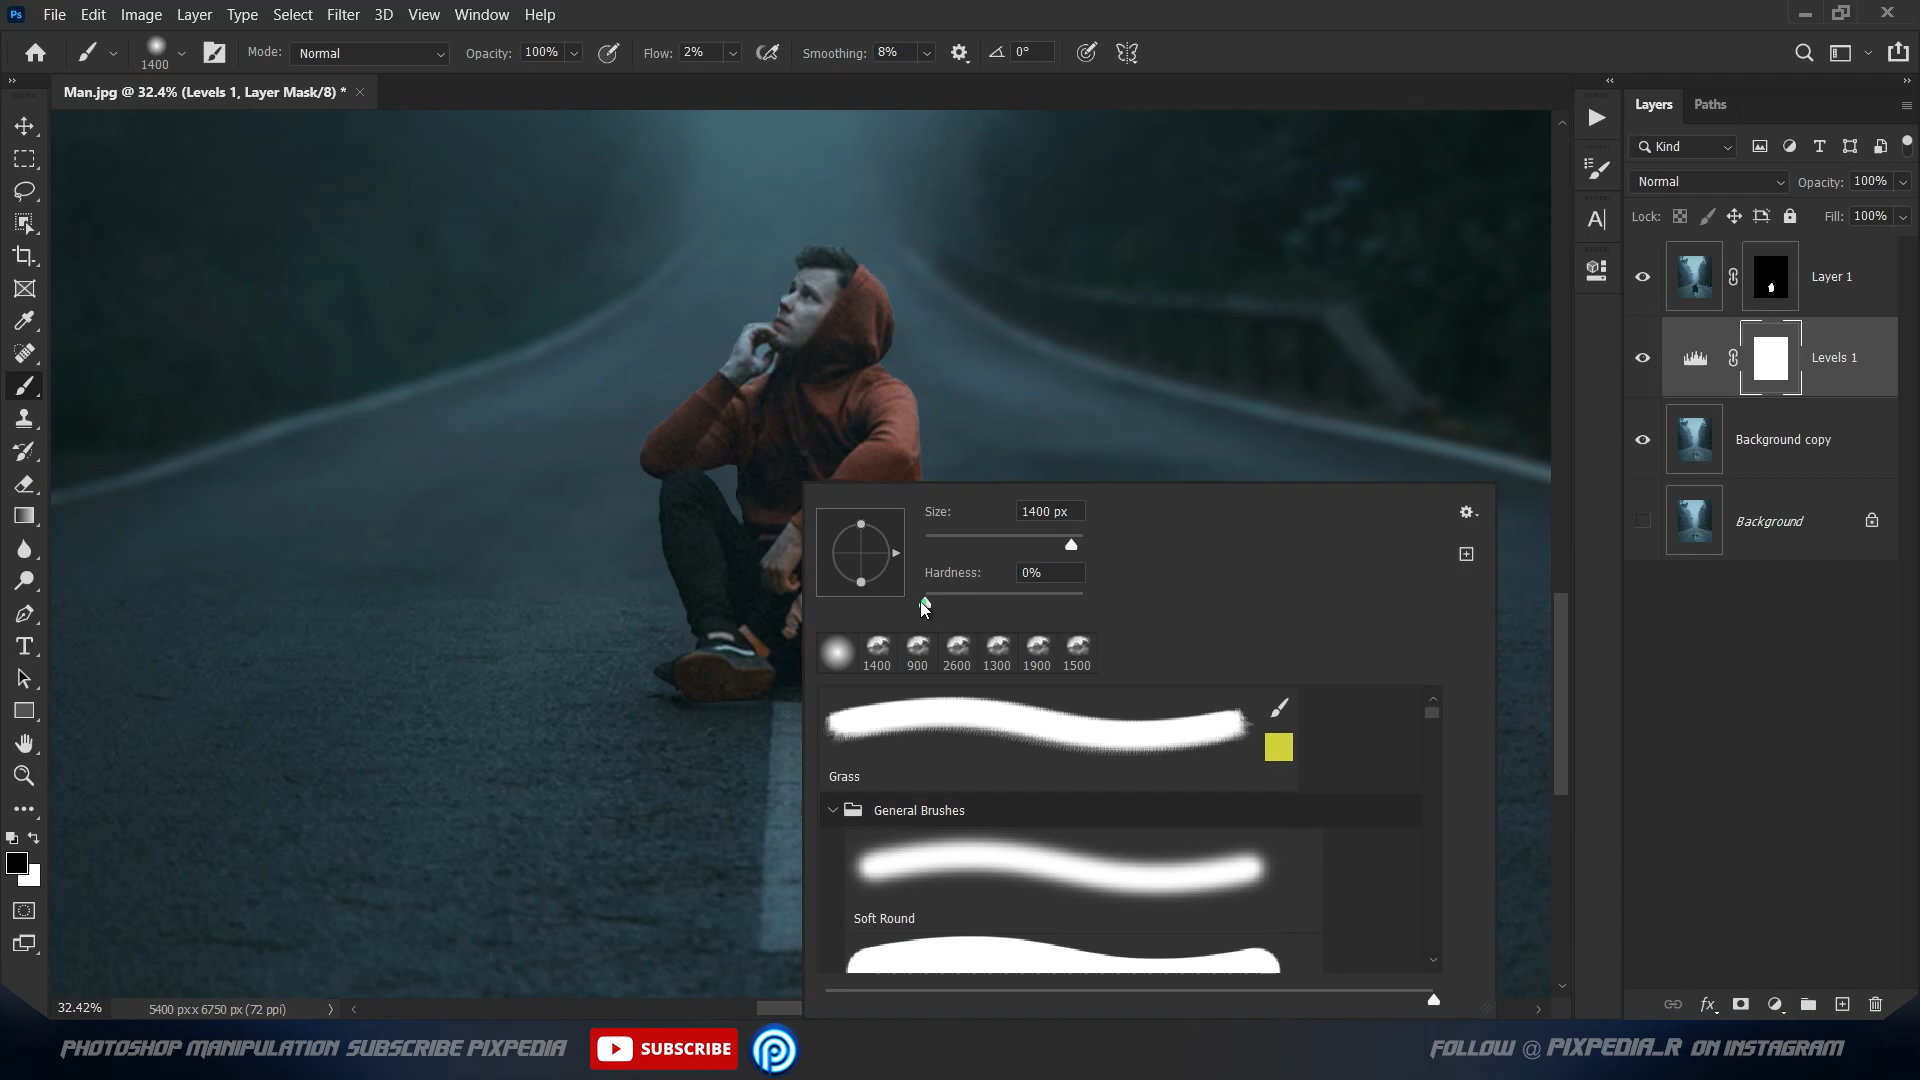 Ps File Edit Image Layer Type Select Filter 3D View Window Help
1400 Mode: Normal Opacity: 100% Flow: 2% Smoothing: 8% 0°
Man.jpg @ 32.4% (Levels 1, Layer Mask/8) *
Layers Paths
Kind
Normal Opacity: 100%
Lock: Fill: 100%
Layer 1
Levels 1
Background copy
Background
Size: 1400 px
Hardness: 0%
1400 900 2600 1300 1900 1500
Grass
General Brushes
Soft Round
32.42% 5400 px x 6750 px (72 ppi)
PHOTOSHOP MANIPULATION SUBSCRIBE PIXPEDIA SUBSCRIBE FOLLOW @ PIXPEDIA_R ON INSTAGRAM